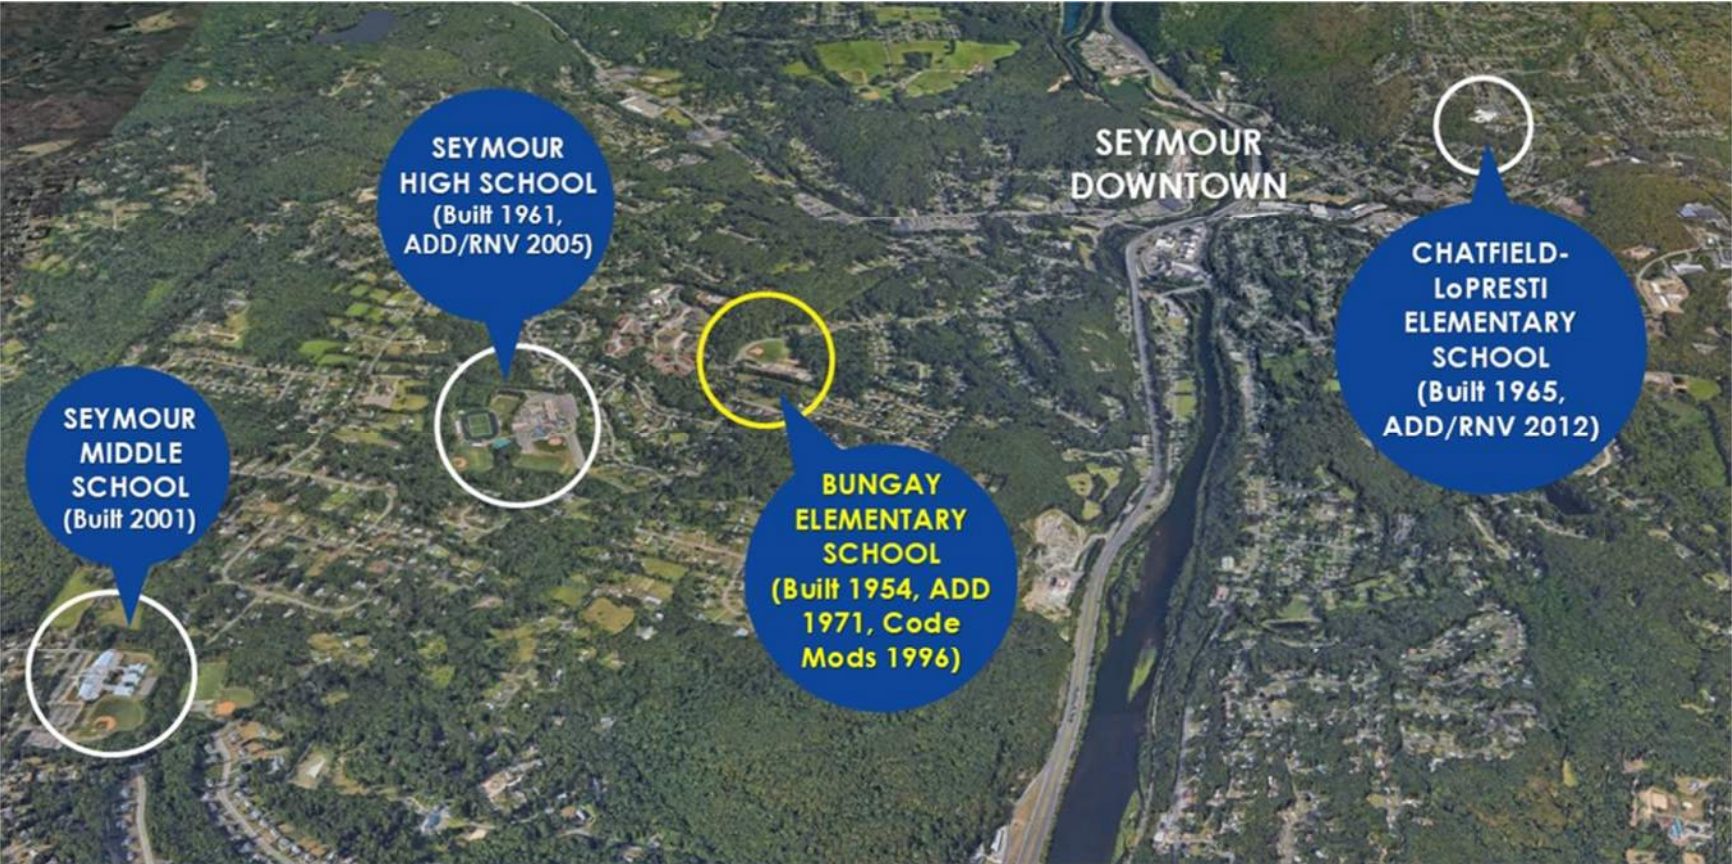 SEYMOUR
HIGH SCHOOL
(Built 1961,
ADD/RNV 2005)
SEYMOUR
DOWNTOWN
CHATFIELD-
LoPRESTI
ELEMENTARY
SCHOOL
(Built 1965,
ADD/RNV 2012)
SEYMOUR
MIDDLE
SCHOOL
(Built 2001)
BUNGAY
ELEMENTARY
SCHOOL
(Built 1954, ADD
1971, Code
Mods 1996)